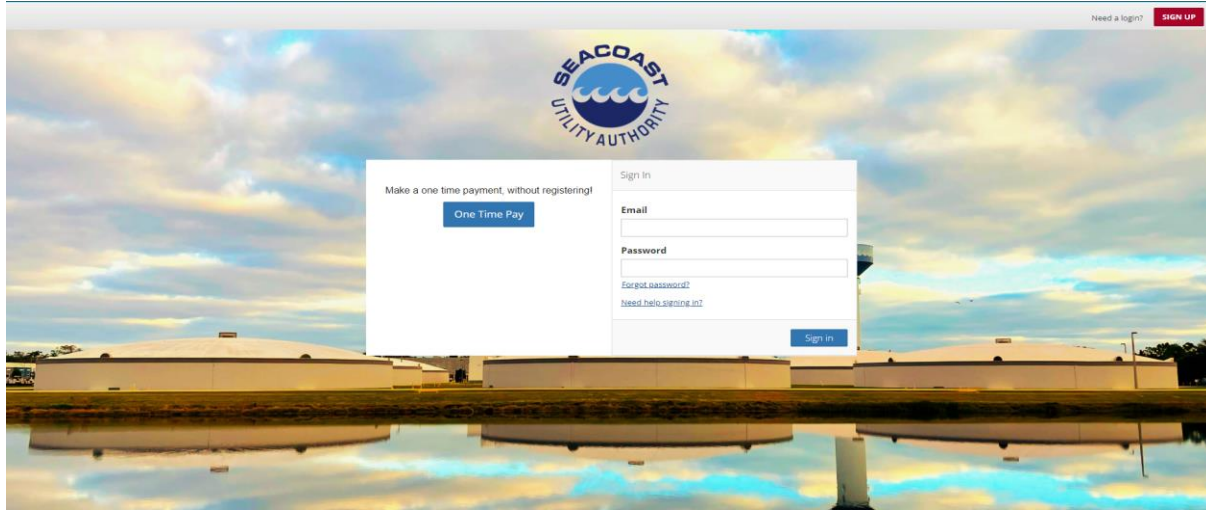 Need a login? SIGN UP
SEACOAST
UTILITY AUTHORITY
Make a one time payment, without registering!
One Time Pay
Sign In
Email
Password
Forgot password?
Need help signing in?
Sign in